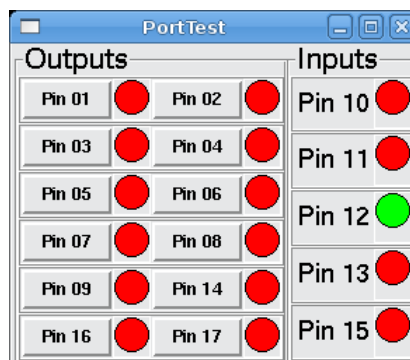 PortTest
Outputs
Pin 01 Pin 02
Pin 03 Pin 04
Pin 05 Pin 06
Pin 07 Pin 08
Pin 09 Pin 14
Pin 16 Pin 17
Inputs
Pin 10
Pin 11
Pin 12
Pin 13
Pin 15